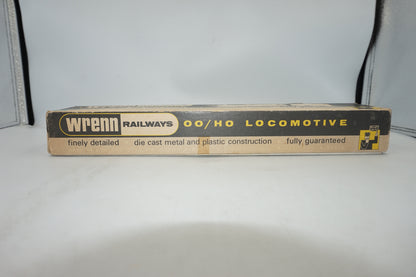 wrenn RAILWAYS OO/HO LOCOMOTIVE
finely detailed die cast metal and plastic construction fully guaranteed